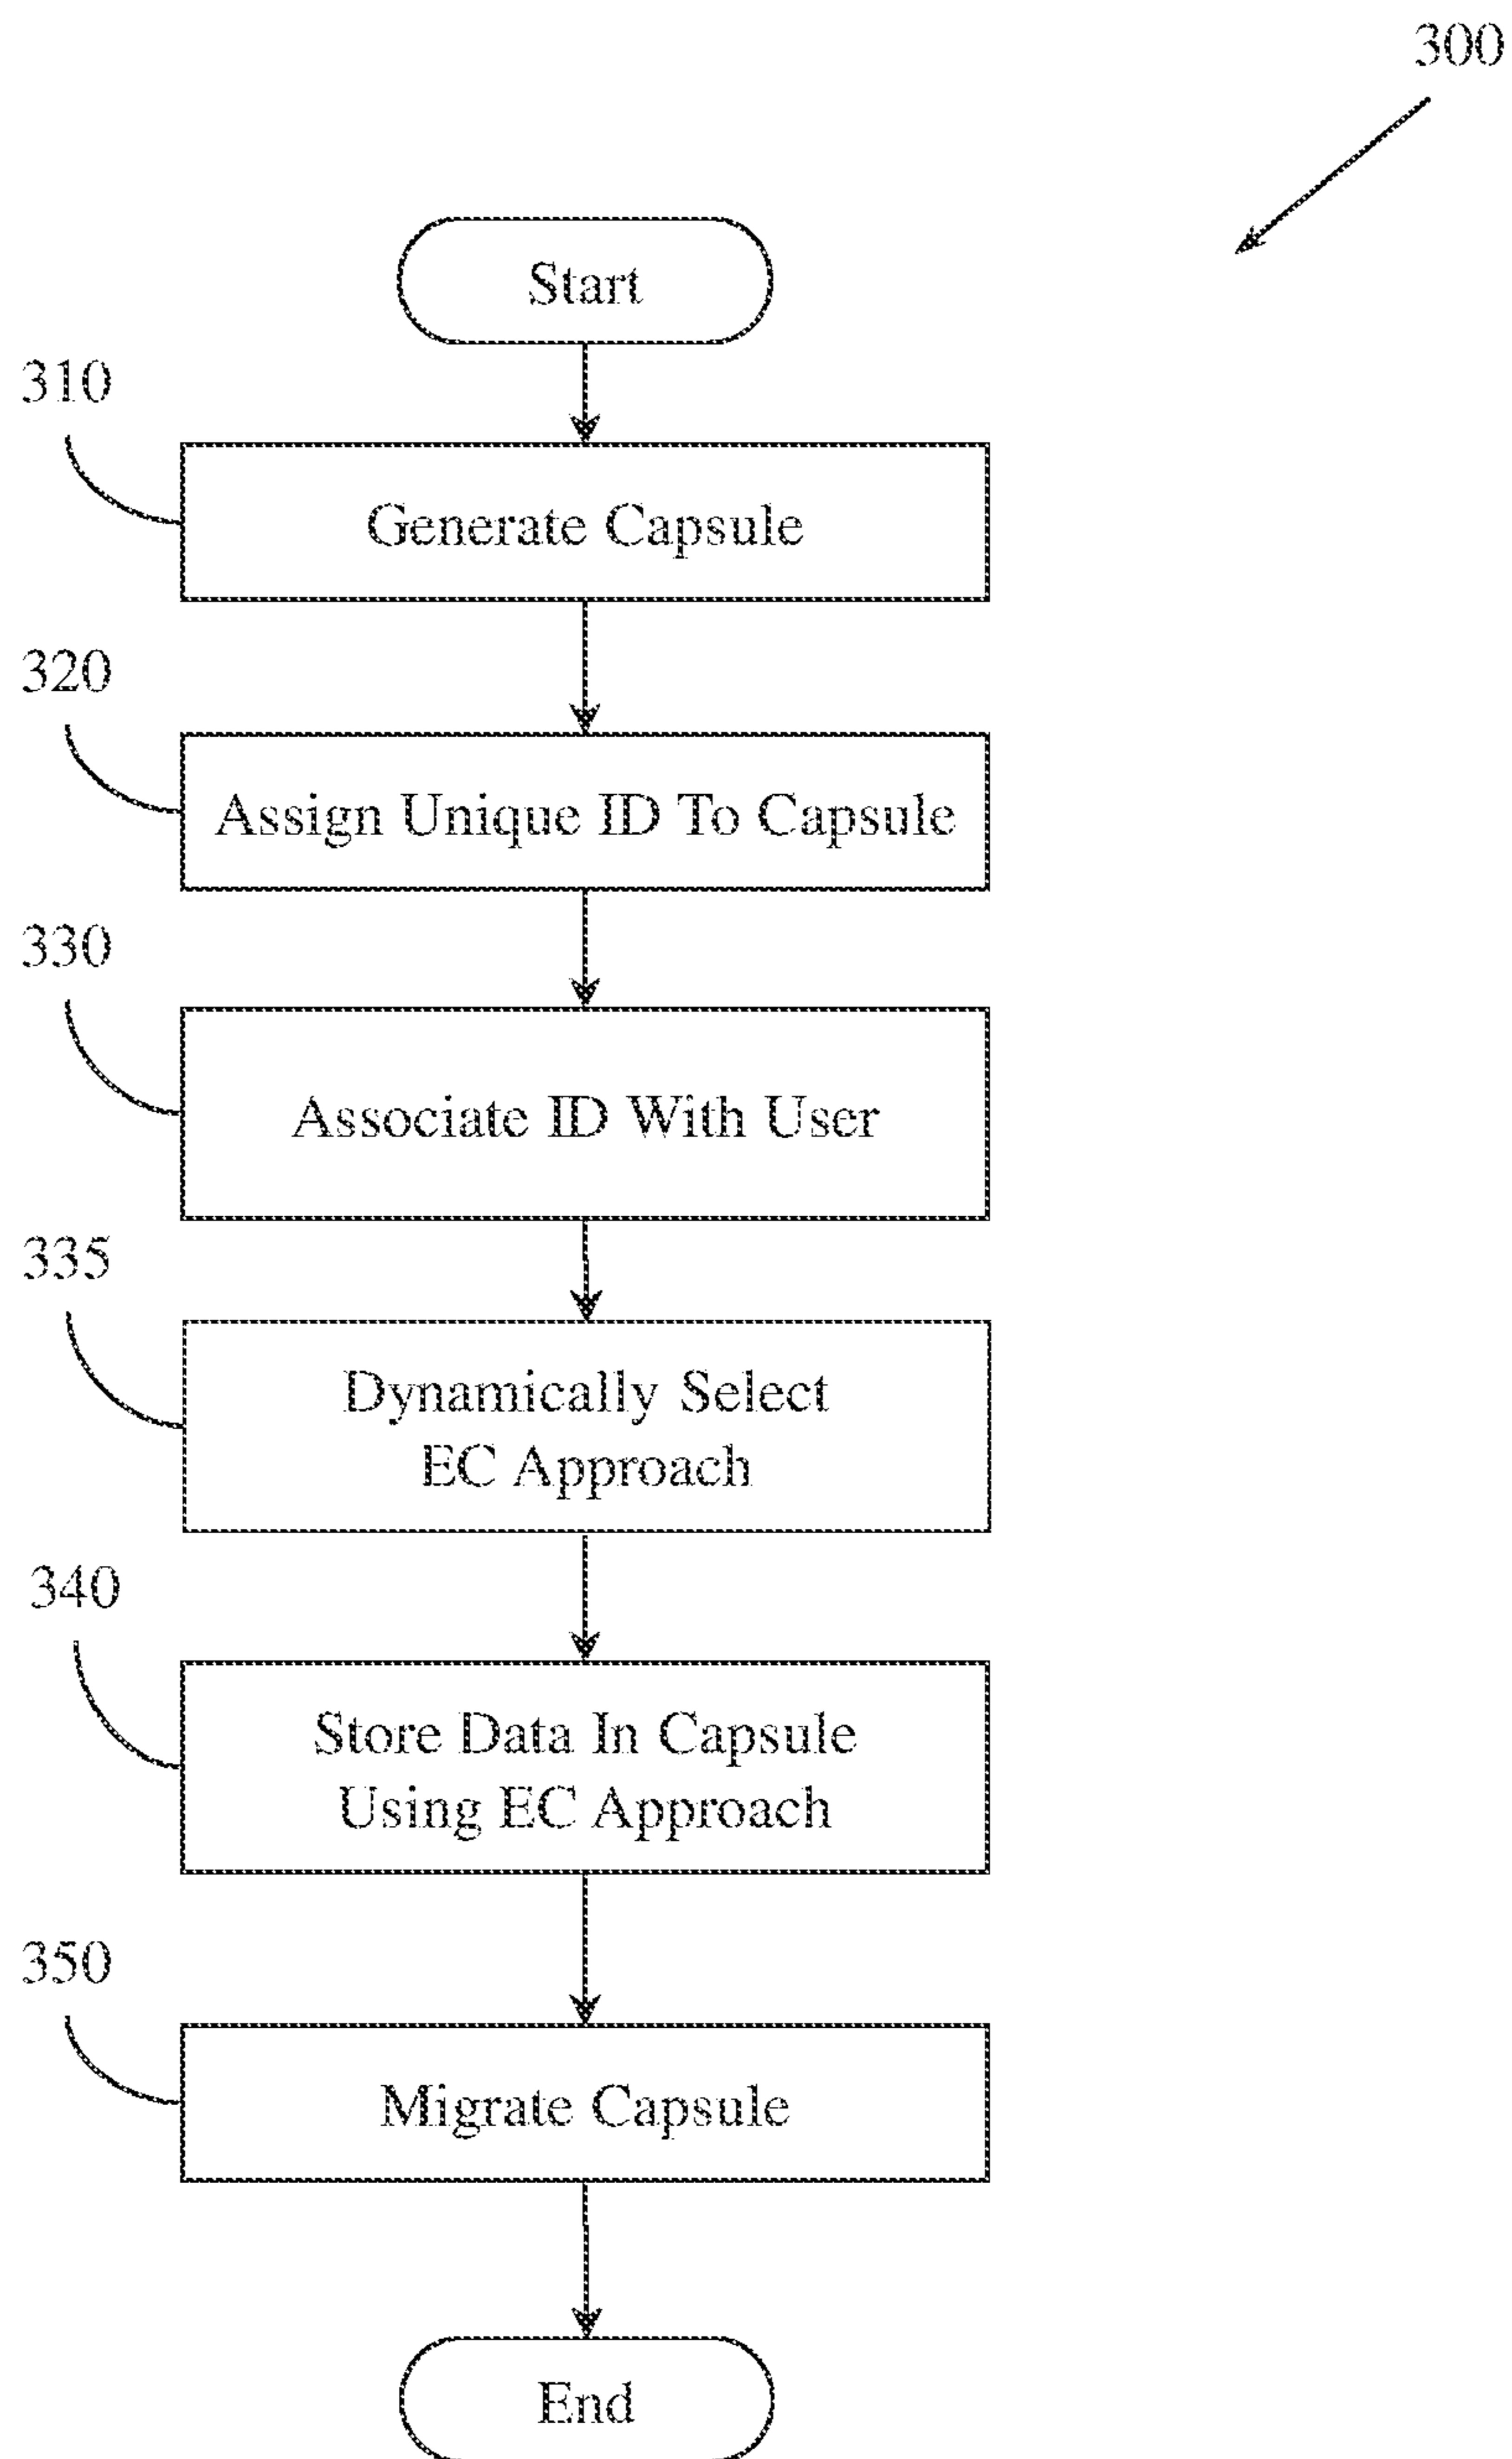 300
Start
310
Generate Capsule
320
Assign Unique ID To Capsule
330
Associate ID With User
335
Dynamically Select
EC Approach
340
Store Data In Capsule
Using EC Approach
350
Migrate Capsule
End